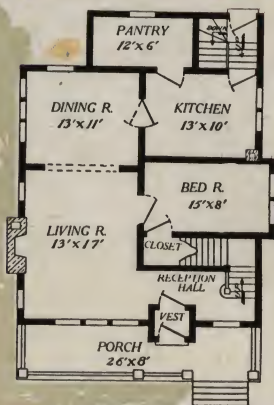 PANTRY
12'x6'
DOWN
DINING R.
13'x11'
KITCHEN
13'x10'
BED R.
15'x8'
LIVING R.
13'x17'
CLOSET
RECEPTION
HALL
VEST
PORCH
26'x8'